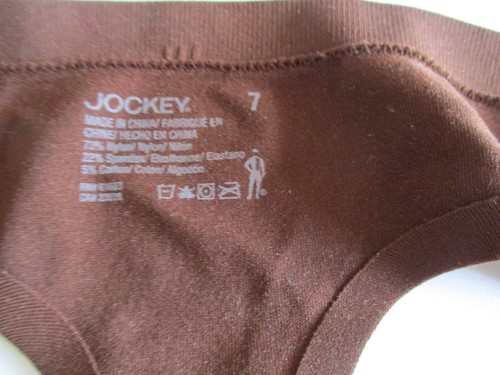 JOCKEY. 7
MADE IN CHINA/ FABRIQUÉ EN
CHINE/ HECHO EN CHINA
73% Nylon/ Nylon/ Nilón
22% Spandex/ Elasthanne/ Elastano
5% Cotton/ Coton/ Algodón